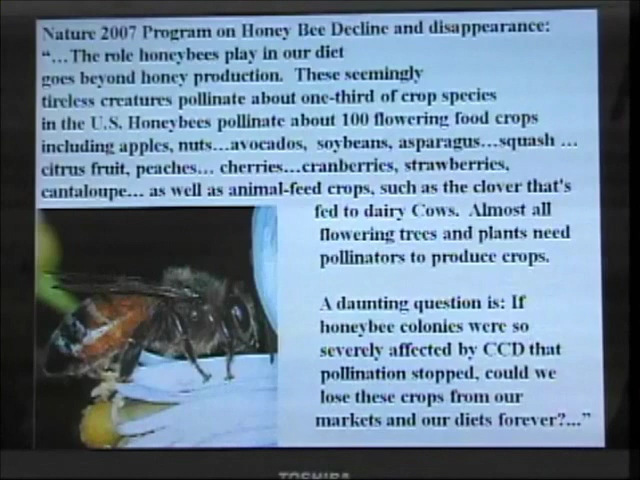 Nature 2007 Program on Honey Bee Decline and disappearance:
“…The role honeybees play in our diet
goes beyond honey production. These seemingly
tireless creatures pollinate about one-third of crop species
in the U.S. Honeybees pollinate about 100 flowering food crops
including apples, nuts…avocados, soybeans, asparagus…squash …
citrus fruit, peaches… cherries…cranberries, strawberries,
cantaloupe… as well as animal-feed crops, such as the clover that's
fed to dairy Cows. Almost all
flowering trees and plants need
pollinators to produce crops.
A daunting question is: If
honeybee colonies were so
severely affected by CCD that
pollination stopped, could we
lose these crops from our
markets and our diets forever?...”
TOSHIBA